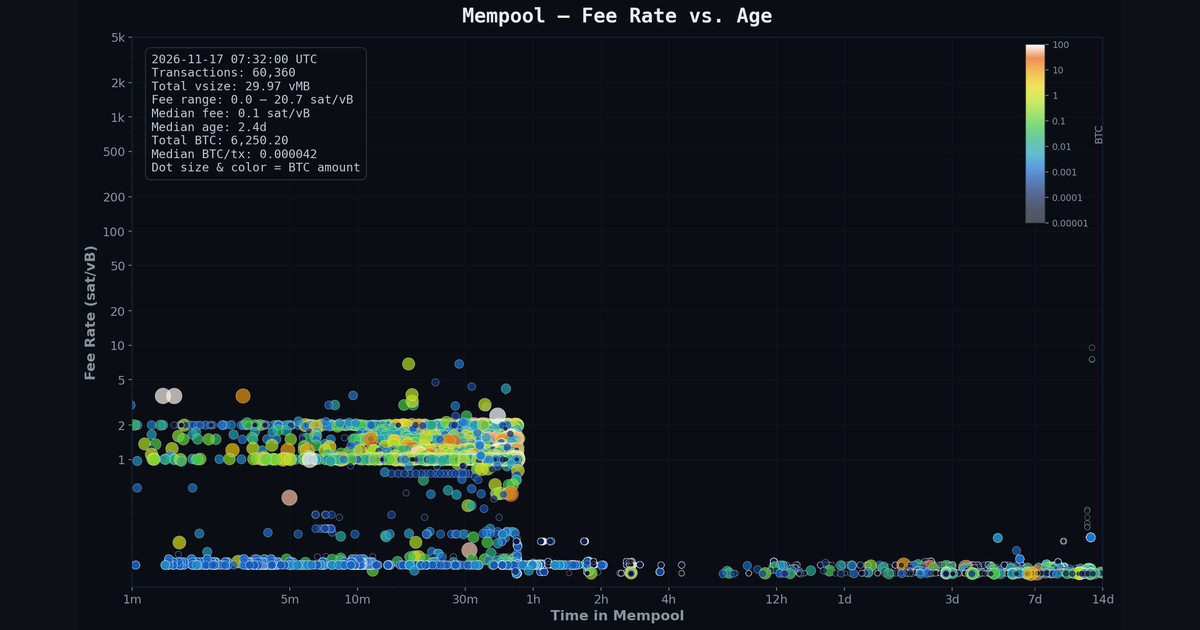 Mempool — Fee Rate vs. Age
5k
2k
1k
500
200
100
50
20
10
5
2
1
Fee Rate (sat/vB)
2026-11-17 07:32:00 UTC
Transactions: 60,360
Total vsize: 29.97 vMB
Fee range: 0.0 – 20.7 sat/vB
Median fee: 0.1 sat/vB
Median age: 2.4d
Total BTC: 6,250.20
Median BTC/tx: 0.000042
Dot size & color = BTC amount
100
10
1
0.1
0.01
0.001
0.0001
0.00001
BTC
1m
5m
10m
30m
1h
2h
4h
12h
1d
3d
7d
14d
Time in Mempool